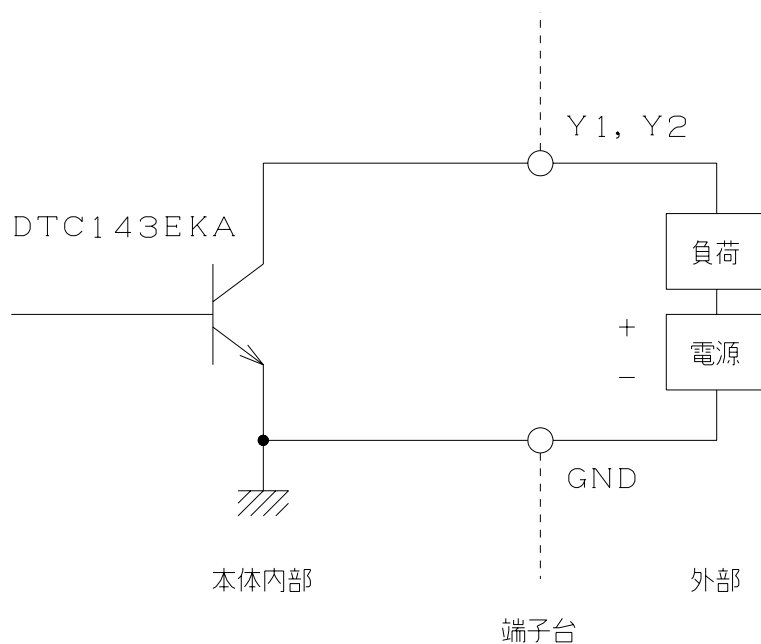 Y1, Y2
DTC143EKA
負荷
+
電源
−
GND
本体内部
外部
端子台